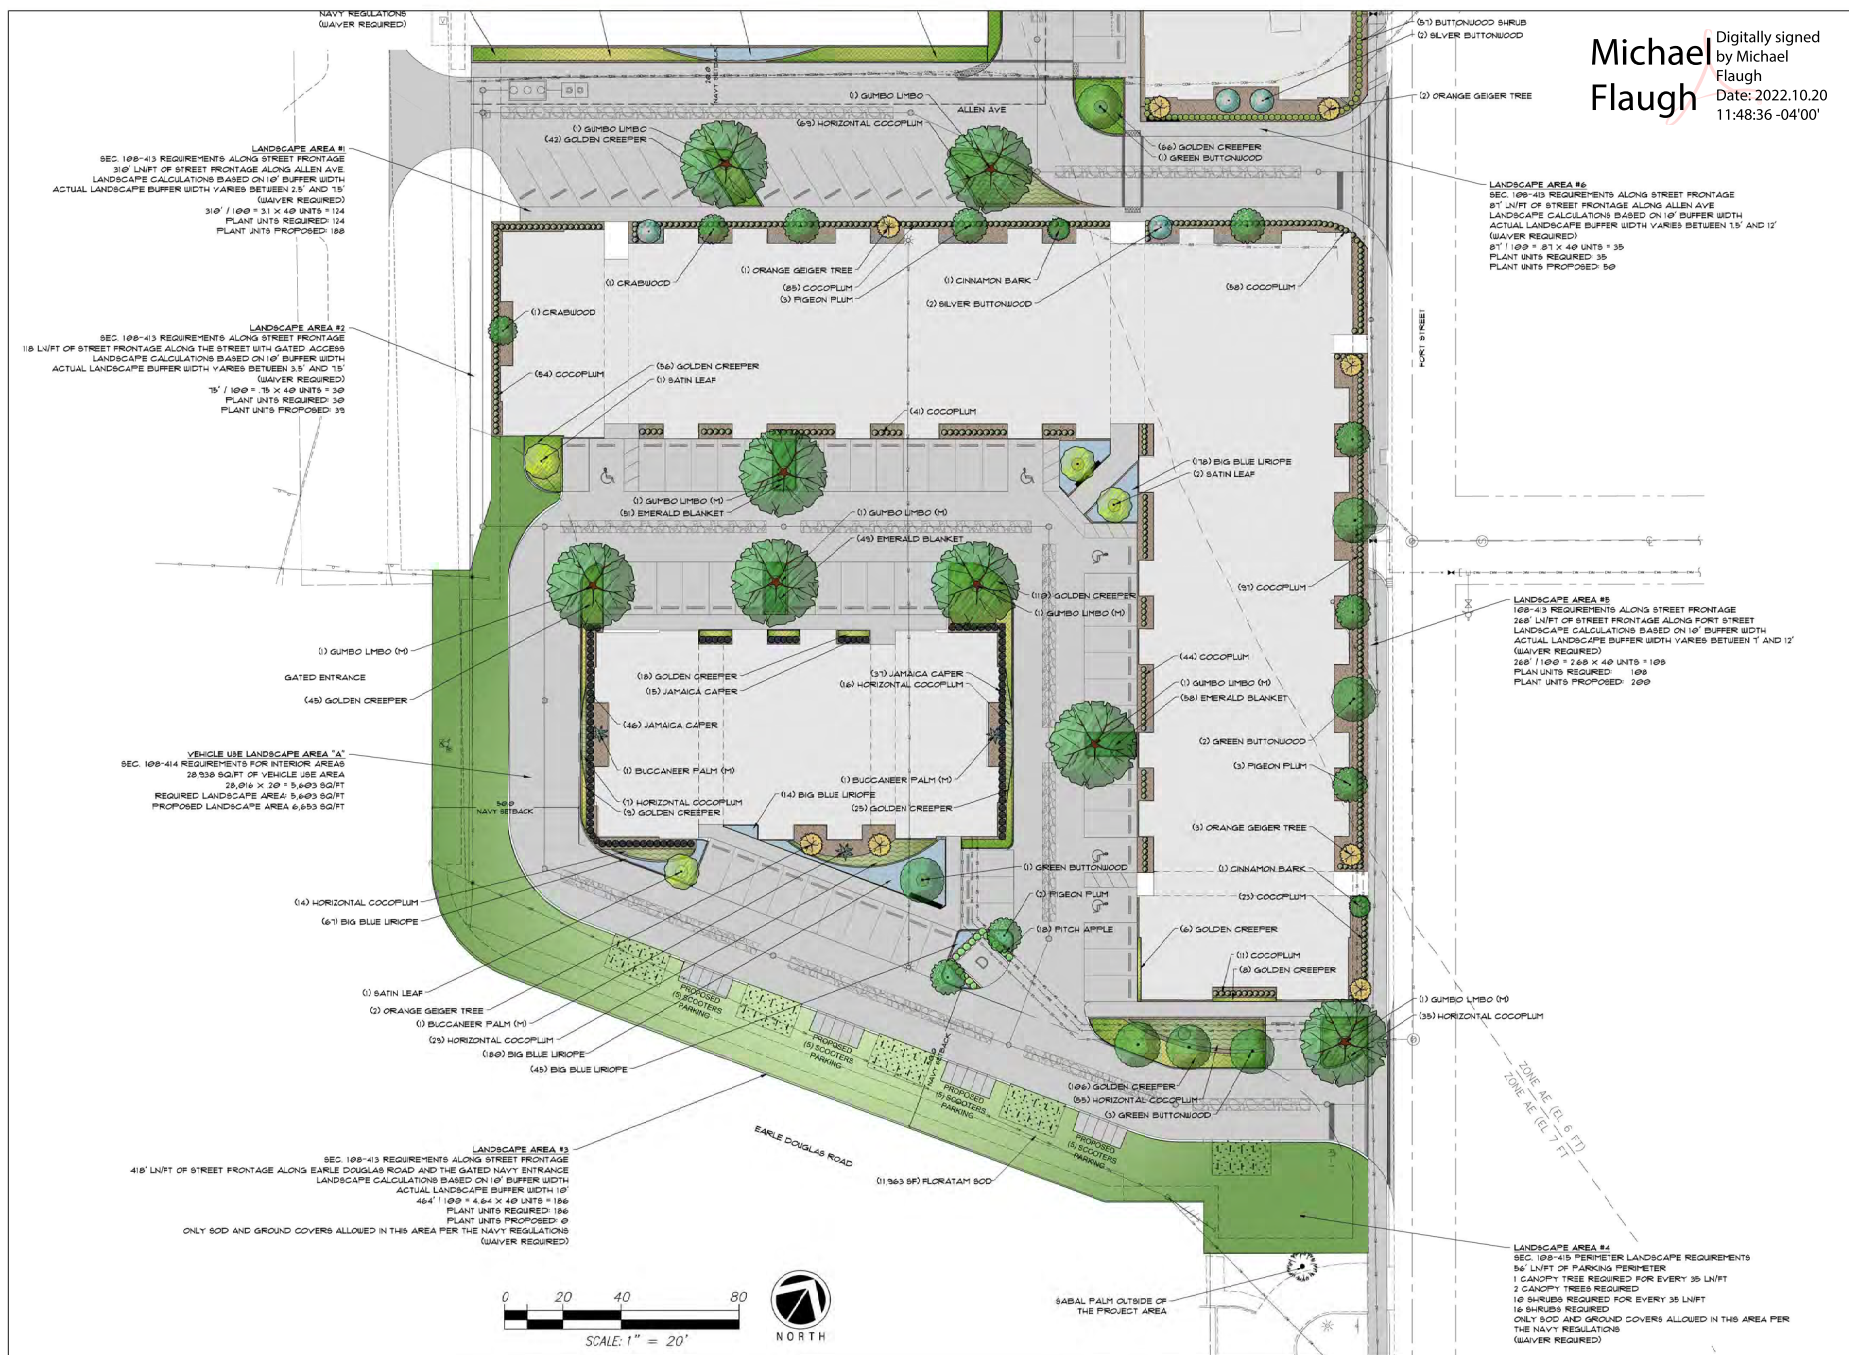 NAVY REGULATIONS
(WAIVER REQUIRED)
(57) BUTTONWOOD SHRUB
(2) SILVER BUTTONWOOD
Michael
Flaugh
Digitally signed
by Michael
Flaugh
Date: 2022.10.20
11:48:36 -04'00'
(2) ORANGE GEIGER TREE
(1) GUMBO LIMBO
ALLEN AVE
(69) HORIZONTAL COCOPLUM
(1) GUMBO LIMBO
(42) GOLDEN CREEPER
(66) GOLDEN CREEPER
(1) GREEN BUTTONWOOD
LANDSCAPE AREA #1
SEC. 108-413 REQUIREMENTS ALONG STREET FRONTAGE
310' LN/FT OF STREET FRONTAGE ALONG ALLEN AVE.
LANDSCAPE CALCULATIONS BASED ON 10' BUFFER WIDTH
ACTUAL LANDSCAPE BUFFER WIDTH VARIES BETWEEN 2.5' AND 7.5'
(WAIVER REQUIRED)
310' / 100 = 3.1 X 40 UNITS = 124
PLANT UNITS REQUIRED: 124
PLANT UNITS PROPOSED: 188
LANDSCAPE AREA #6
SEC. 108-413 REQUIREMENTS ALONG STREET FRONTAGE
87' LN/FT OF STREET FRONTAGE ALONG ALLEN AVE
LANDSCAPE CALCULATIONS BASED ON 10' BUFFER WIDTH
ACTUAL LANDSCAPE BUFFER WIDTH VARIES BETWEEN 7.5' AND 12'
(WAIVER REQUIRED)
87' / 100 = .87 X 40 UNITS = 35
PLANT UNITS REQUIRED: 35
PLANT UNITS PROPOSED: 50
(1) ORANGE GEIGER TREE
(1) CRABWOOD
(85) COCOPLUM
(3) PIGEON PLUM
(1) CINNAMON BARK
(2) SILVER BUTTONWOOD
(58) COCOPLUM
(1) CRABWOOD
FORT STREET
LANDSCAPE AREA #2
SEC. 108-413 REQUIREMENTS ALONG STREET FRONTAGE
118 LN/FT OF STREET FRONTAGE ALONG THE STREET WITH GATED ACCESS
LANDSCAPE CALCULATIONS BASED ON 10' BUFFER WIDTH
ACTUAL LANDSCAPE BUFFER WIDTH VARIES BETWEEN 3.5' AND 7.5'
(WAIVER REQUIRED)
75' / 100 = .75 X 40 UNITS = 30
PLANT UNITS REQUIRED: 30
PLANT UNITS PROPOSED: 39
(54) COCOPLUM
(56) GOLDEN CREEPER
(1) SATIN LEAF
(41) COCOPLUM
(178) BIG BLUE LIRIOPE
(2) SATIN LEAF
(1) GUMBO LIMBO (M)
(51) EMERALD BLANKET
(1) GUMBO LIMBO (M)
(49) EMERALD BLANKET
(91) COCOPLUM
(110) GOLDEN CREEPER
(1) GUMBO LIMBO (M)
LANDSCAPE AREA #5
108-413 REQUIREMENTS ALONG STREET FRONTAGE
268' LN/FT OF STREET FRONTAGE ALONG FORT STREET
LANDSCAPE CALCULATIONS BASED ON 10' BUFFER WIDTH
ACTUAL LANDSCAPE BUFFER WIDTH VARIES BETWEEN 7' AND 12'
(WAIVER REQUIRED)
268' / 100 = 2.68 X 40 UNITS = 108
PLAN UNITS REQUIRED: 108
PLANT UNITS PROPOSED: 200
(1) GUMBO LIMBO (M)
GATED ENTRANCE
(45) GOLDEN CREEPER
(18) GOLDEN CREEPER
(15) JAMAICA CAPER
(37) JAMAICA CAPER
(16) HORIZONTAL COCOPLUM
(44) COCOPLUM
(1) GUMBO LIMBO (M)
(58) EMERALD BLANKET
(46) JAMAICA CAPER
(2) GREEN BUTTONWOOD
(3) PIGEON PLUM
VEHICLE USE LANDSCAPE AREA "A"
SEC. 108-414 REQUIREMENTS FOR INTERIOR AREAS
28,938 SQ/FT OF VEHICLE USE AREA
28,016 X 20 = 5,603 SQ/FT
REQUIRED LANDSCAPE AREA: 5,603 SQ/FT
PROPOSED LANDSCAPE AREA 6,653 SQ/FT
50.0
NAVY SETBACK
(1) BUCCANEER PALM (M)
(1) BUCCANEER PALM (M)
(14) BIG BLUE LIRIOPE
(7) HORIZONTAL COCOPLUM
(9) GOLDEN CREEPER
(25) GOLDEN CREEPER
(3) ORANGE GEIGER TREE
(1) GREEN BUTTONWOOD
(1) CINNAMON BARK
(2) PIGEON PLUM
(23) COCOPLUM
(14) HORIZONTAL COCOPLUM
(67) BIG BLUE LIRIOPE
(18) PITCH APPLE
(6) GOLDEN CREEPER
D
(11) COCOPLUM
(8) GOLDEN CREEPER
(1) SATIN LEAF
(2) ORANGE GEIGER TREE
(1) BUCCANEER PALM (M)
(29) HORIZONTAL COCOPLUM
(180) BIG BLUE LIRIOPE
(45) BIG BLUE LIRIOPE
(1) GUMBO LIMBO (M)
(35) HORIZONTAL COCOPLUM
PROPOSED
(5) SCOOTERS
PARKING
PROPOSED
(5) SCOOTERS
PARKING
PROPOSED
(5) SCOOTERS
PARKING
PROPOSED
(5) SCOOTERS
PARKING
NAVY SETBACK
(106) GOLDEN CREEPER
(55) HORIZONTAL COCOPLUM
(3) GREEN BUTTONWOOD
ZONE AE (EL 6 FT)
ZONE AE (EL 7 FT
EARLE DOUGLAS ROAD
(11,963 SF) FLORATAM SOD
LANDSCAPE AREA #3
SEC. 108-413 REQUIREMENTS ALONG STREET FRONTAGE
418' LN/FT OF STREET FRONTAGE ALONG EARLE DOUGLAS ROAD AND THE GATED NAVY ENTRANCE
LANDSCAPE CALCULATIONS BASED ON 10' BUFFER WIDTH
ACTUAL LANDSCAPE BUFFER WIDTH 10'
464' / 100 = 4.64 X 40 UNITS = 186
PLANT UNITS REQUIRED: 186
PLANT UNITS PROPOSED: 0
ONLY SOD AND GROUND COVERS ALLOWED IN THIS AREA PER THE NAVY REGULATIONS
(WAIVER REQUIRED)
LANDSCAPE AREA #4
SEC. 108-415 PERIMETER LANDSCAPE REQUIREMENTS
56' LN/FT OF PARKING PERIMETER
1 CANOPY TREE REQUIRED FOR EVERY 35 LN/FT
2 CANOPY TREES REQUIRED
10 SHRUBS REQUIRED FOR EVERY 35 LN/FT
16 SHRUBS REQUIRED
ONLY SOD AND GROUND COVERS ALLOWED IN THIS AREA PER
THE NAVY REGULATIONS
(WAIVER REQUIRED)
SABAL PALM OUTSIDE OF
THE PROJECT AREA
0 20 40 80
SCALE: 1" = 20'
NORTH